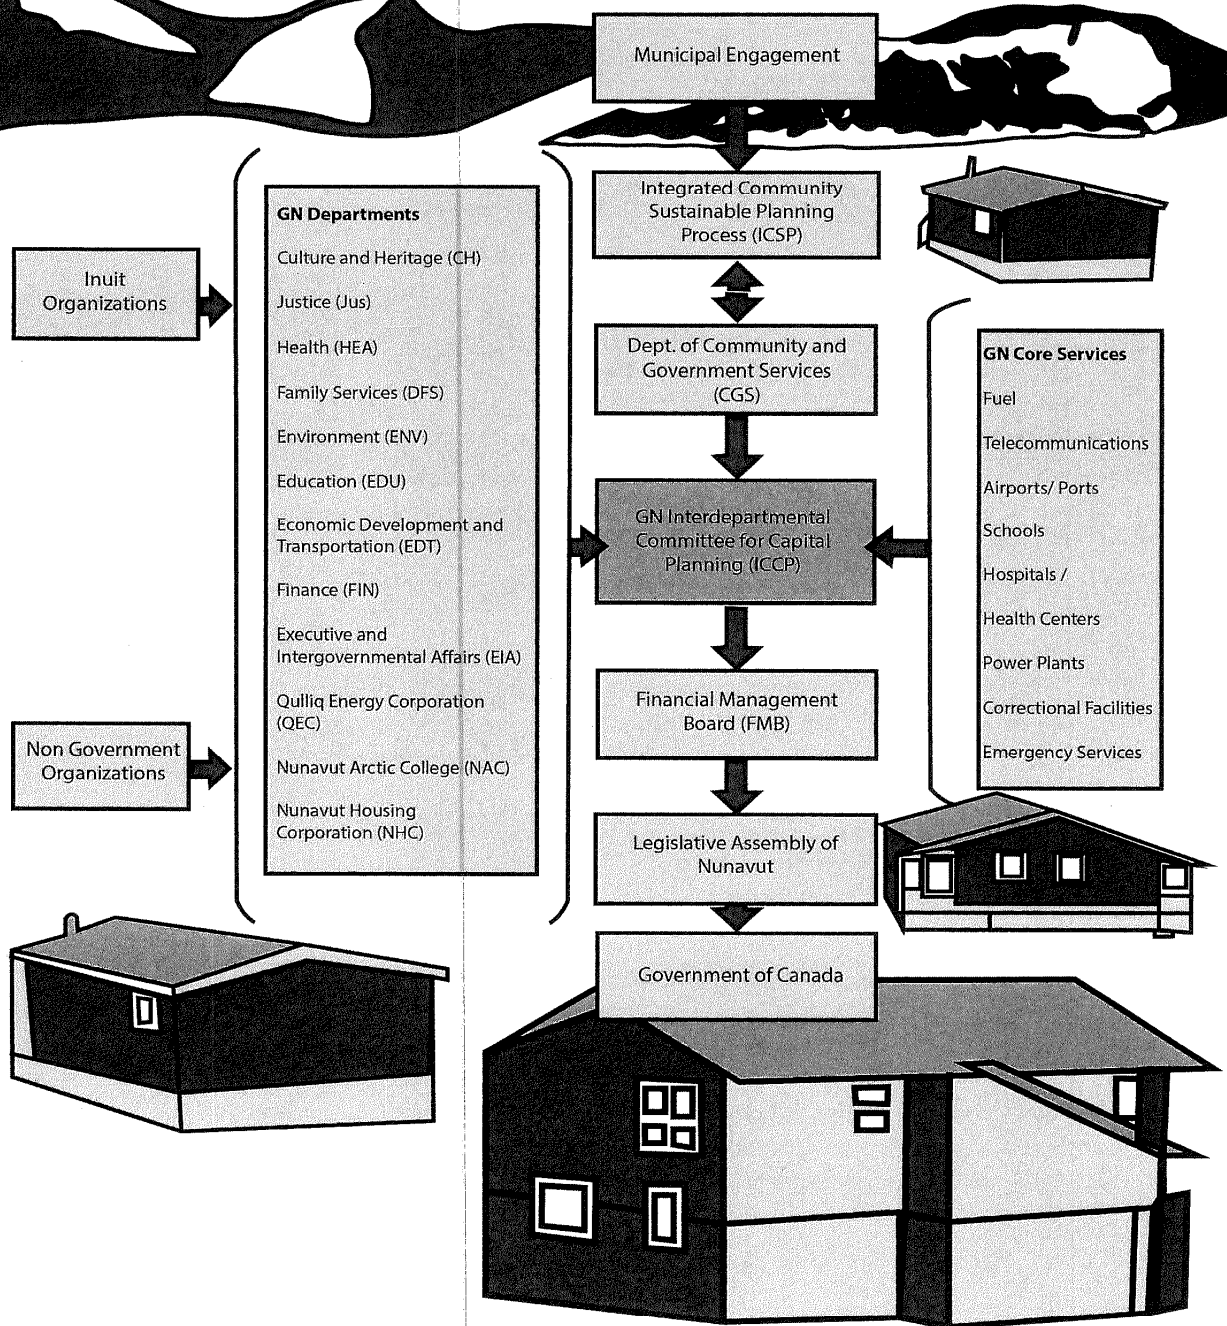 Municipal Engagement
Integrated Community
Sustainable Planning
Process (ICSP)
Dept. of Community and
Government Services
(CGS)
GN Interdepartmental
Committee for Capital
Planning (ICCP)
Financial Management
Board (FMB)
Legislative Assembly of
Nunavut
Government of Canada
Inuit
Organizations
Non Government
Organizations
GN Departments
Culture and Heritage (CH)
Justice (Jus)
Health (HEA)
Family Services (DFS)
Environment (ENV)
Education (EDU)
Economic Development and
Transportation (EDT)
Finance (FIN)
Executive and
Intergovernmental Affairs (EIA)
Qulliq Energy Corporation
(QEC)
Nunavut Arctic College (NAC)
Nunavut Housing
Corporation (NHC)
GN Core Services
Fuel
Telecommunications
Airports/ Ports
Schools
Hospitals /
Health Centers
Power Plants
Correctional Facilities
Emergency Services